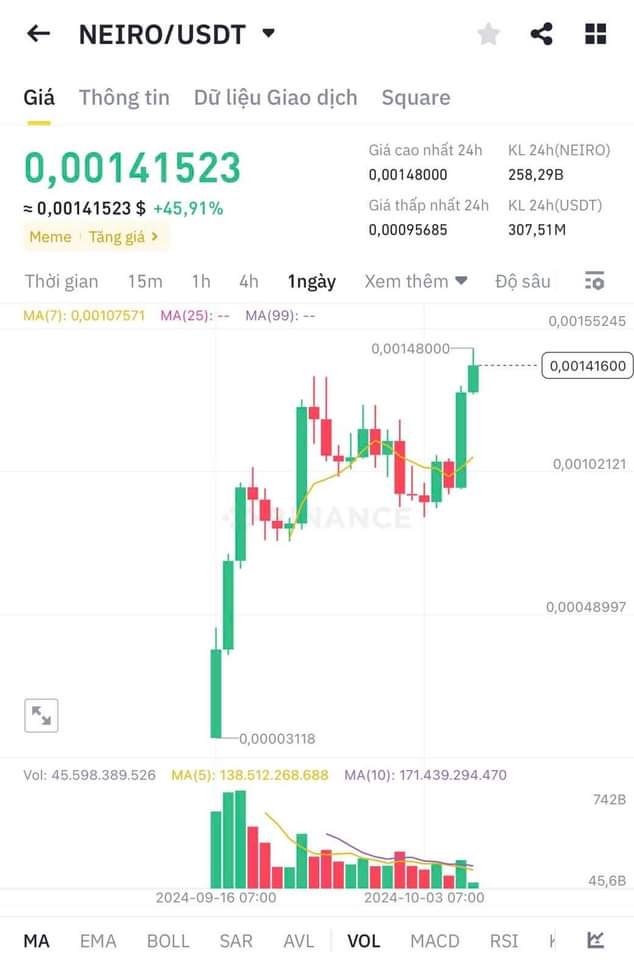 NEIRO/USDT
Giá Thông tin Dữ liệu Giao dịch Square
0,00141523
≈ 0,00141523 $ +45,91%
Meme Tăng giá
Giá cao nhất 24h KL 24h(NEIRO)
0,00148000 258,29B
Giá thấp nhất 24h KL 24h(USDT)
0,00095685 307,51M
Thời gian 15m 1h 4h 1ngày Xem thêm Độ sâu
MA(7): 0,00107571 MA(25): -- MA(99): --
0,00155245
0,00148000
0,00141600
0,00102121
BINANCE
0,00048997
0,00003118
Vol: 45.598.389.526 MA(5): 138.512.268.688 MA(10): 171.439.294.470
742B
45,6B
2024-09-16 07:00 2024-10-03 07:00
MA EMA BOLL SAR AVL VOL MACD RSI